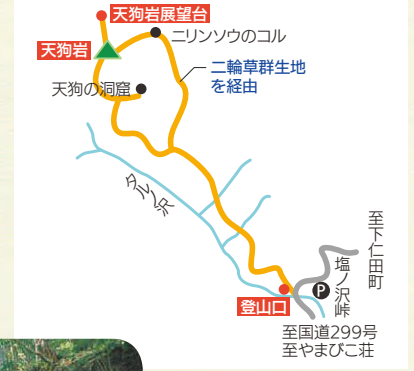 天狗岩展望台
ニリンソウのコル
天狗岩
二輪草群生地
を経由
天狗の洞窟
タルノ沢
至下仁田町
塩ノ沢峠
P
登山口
至国道299号
至やまびこ荘